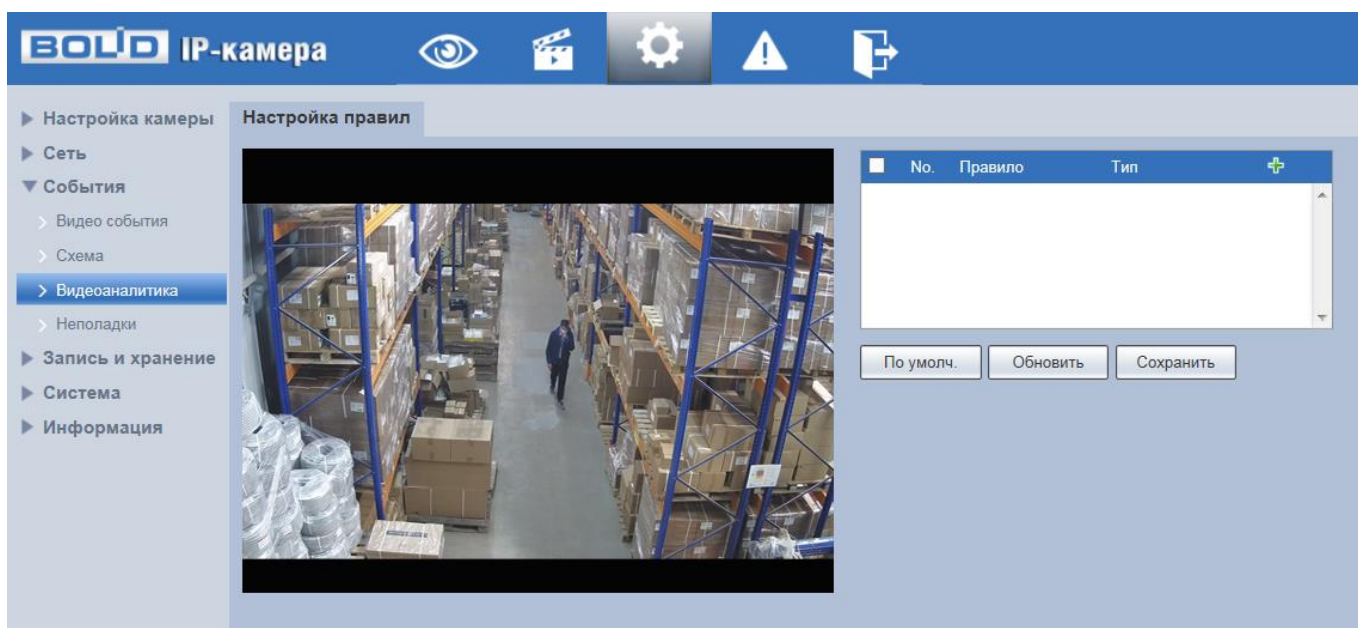 BOLID IP-камера
Настройка камеры
Сеть
События
Видео события
Схема
Видеоаналитика
Неполадки
Запись и хранение
Система
Информация
Настройка правил
No. Правило Тип
По умолч. Обновить Сохранить